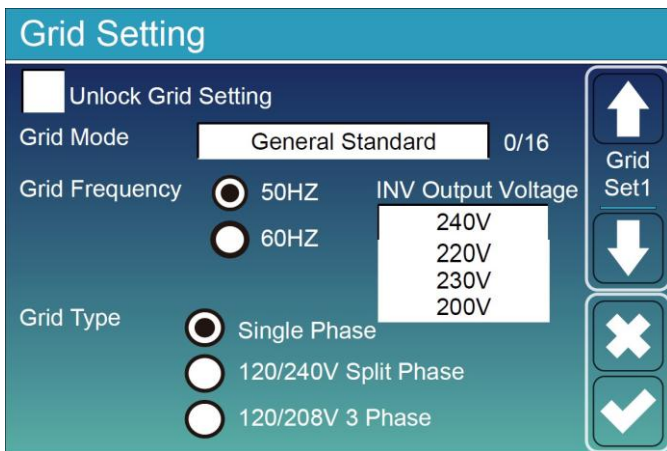 Grid Setting
Unlock Grid Setting
Grid Mode
General Standard
0/16
Grid Frequency
50HZ
60HZ
INV Output Voltage
240V
220V
230V
200V
Grid Type
Single Phase
120/240V Split Phase
120/208V 3 Phase
Grid
Set1